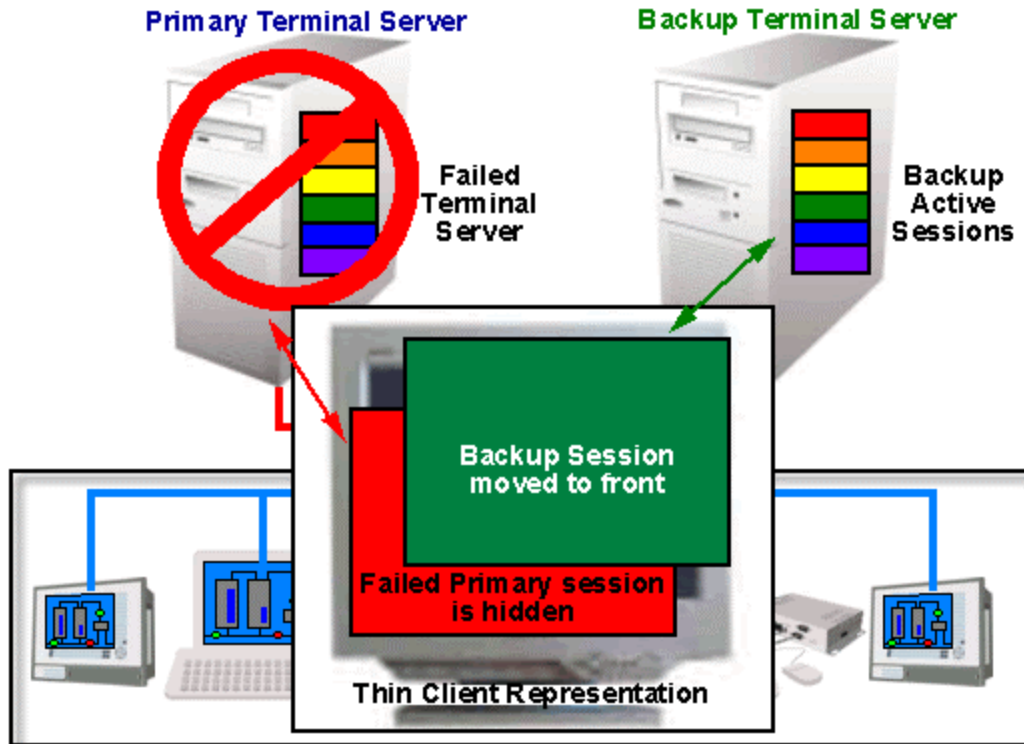 Primary Terminal Server
Backup Terminal Server
Failed
Terminal
Server
Backup
Active
Sessions
Backup Session
moved to front
Failed Primary session
is hidden
Thin Client Representation